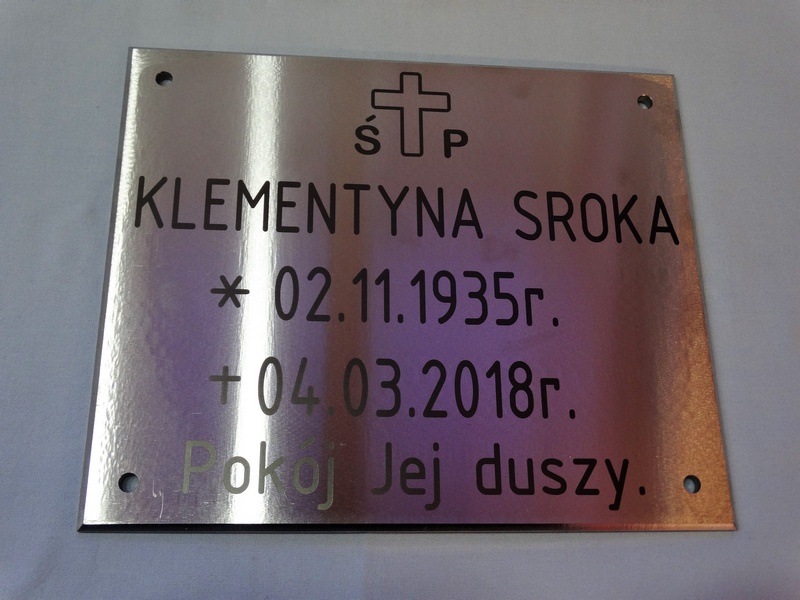 Ś P
KLEMENTYNA SROKA
* 02.11.1935r.
+ 04.03.2018r.
Pokój Jej duszy.